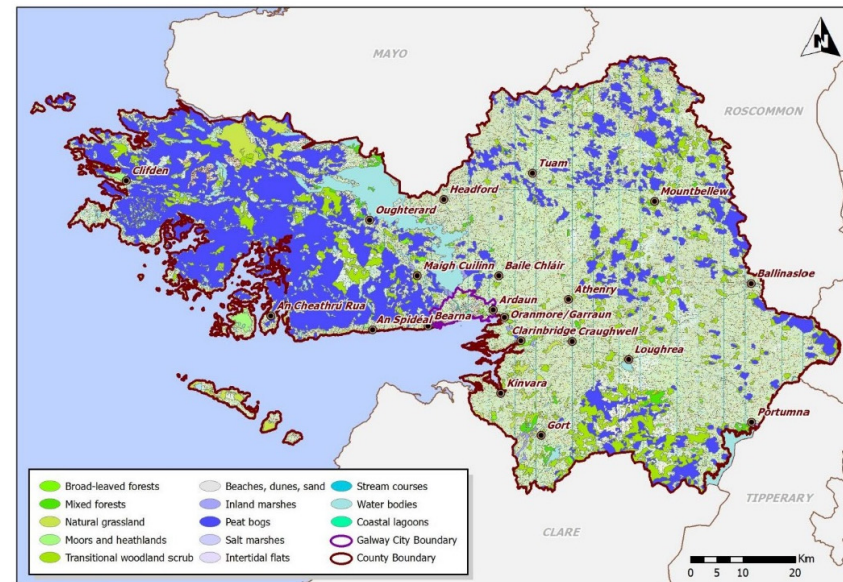 MAYO
N
ROSCOMMON
Tuam
Clifden
Headford
Mountbellew
Oughterard
Maigh Cuilinn
Baile Chláir
Ballinasloe
Athenry
Ardaun
An Cheathrú Rua
Oranmore/Garraun
An Spidéal
Bearna
Clarinbridge
Craughwell
Loughrea
Kinvara
Portumna
Gort
TIPPERARY
CLARE
Broad-leaved forests
Mixed forests
Natural grassland
Moors and heathlands
Transitional woodland scrub
Beaches, dunes, sand
Inland marshes
Peat bogs
Salt marshes
Intertidal flats
Stream courses
Water bodies
Coastal lagoons
Galway City Boundary
County Boundary
Km
0 5 10 20